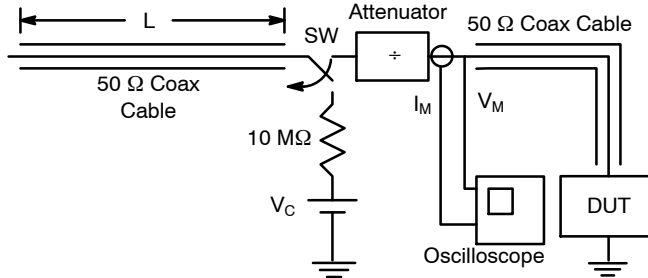 L
SW
Attenuator
÷
50 Ω Coax Cable
50 Ω Coax
Cable
I_M
V_M
10 MΩ
V_C
DUT
Oscilloscope